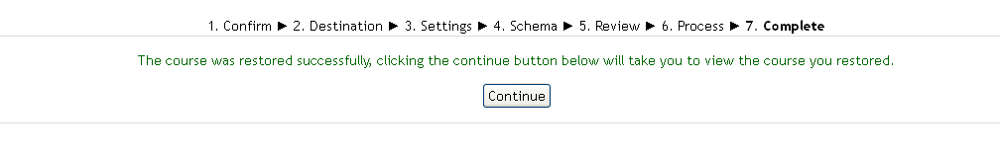 1. Confirm ► 2. Destination ► 3. Settings ► 4. Schema ► 5. Review ► 6. Process ► 7. Complete
The course was restored successfully, clicking the continue button below will take you to view the course you restored.
Continue